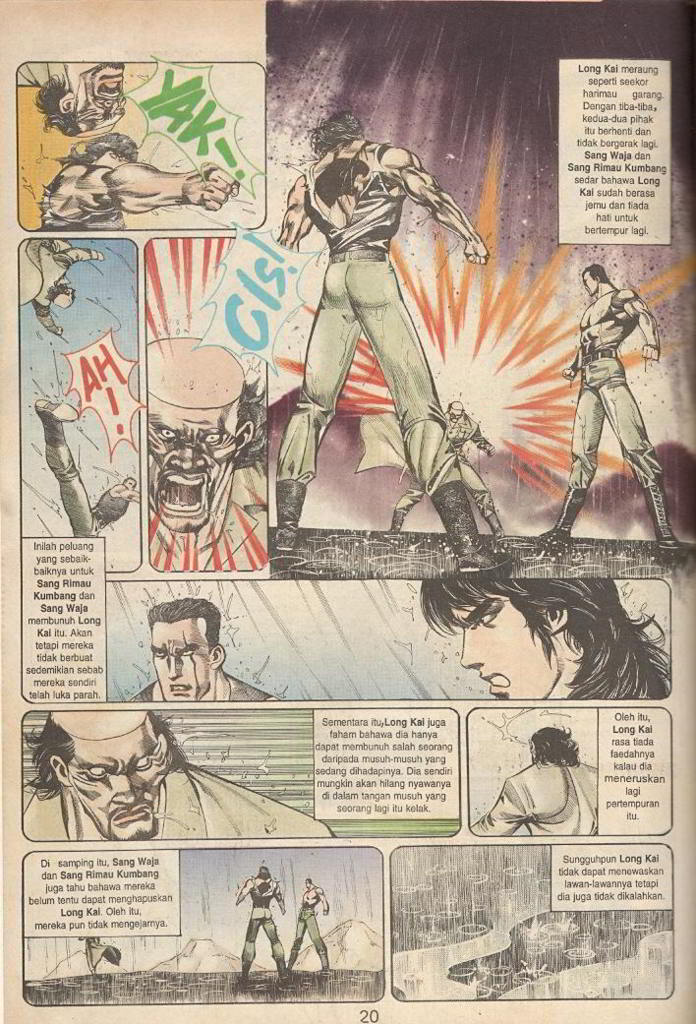 YAK-!
CIS!
Long Kai meraung
seperti seekor
harimau garang.
Dengan tiba-tiba,
kedua-dua pihak
itu berhenti dan
tidak bergerak lagi.
Sang Waja dan
Sang Rimau Kumbang
sedar bahawa Long
Kai sudah berasa
jemu dan tiada
hati untuk
bertempur lagi.
AH-!
Inilah peluang
yang sebaik-
baiknya untuk
Sang Rimau
Kumbang dan
Sang Waja
membunuh Long
Kai itu. Akan
tetapi mereka
tidak berbuat
sedemikian sebab
mereka sendiri
telah luka parah.
Sementara itu, Long Kai juga
faham bahawa dia hanya
dapat membunuh salah seorang
daripada musuh-musuh yang
sedang dihadapinya. Dia sendiri
mungkin akan hilang nyawanya
di dalam tangan musuh yang
seorang lagi itu kelak.
Oleh itu,
Long Kai
rasa tiada
faedahnya
kalau dia
meneruskan
lagi
pertempuran
itu.
Di samping itu, Sang Waja
dan Sang Rimau Kumbang
juga tahu bahawa mereka
belum tentu dapat menghapuskan
Long Kai. Oleh itu,
mereka pun tidak mengejarnya.
Sungguhpun Long Kai
tidak dapat menewaskan
lawan-lawannya tetapi
dia juga tidak dikalahkan.
20